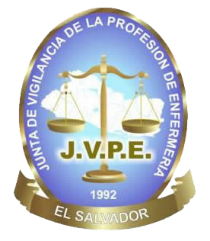 JUNTA DE VIGILANCIA DE LA PROFESION DE ENFERMERIA
J.V.P.E.
1992
EL SALVADOR